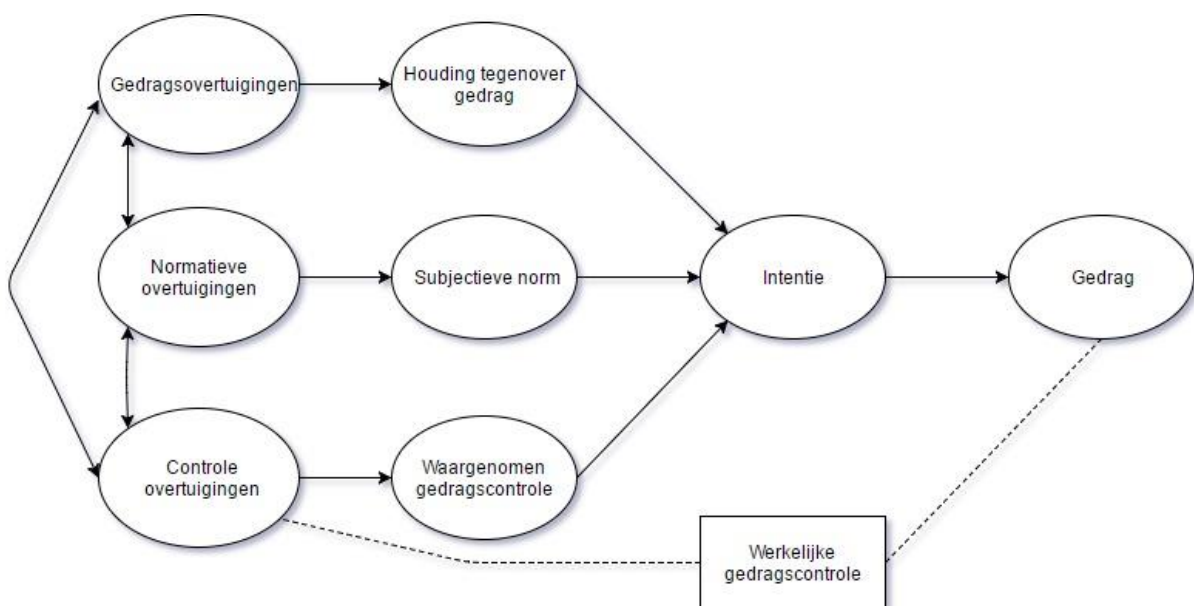 Gedragsovertuigingen
Houding tegenover
gedrag
Normatieve
overtuigingen
Subjectieve norm
Intentie
Gedrag
Controle
overtuigingen
Waargenomen
gedragscontrole
Werkelijke
gedragscontrole